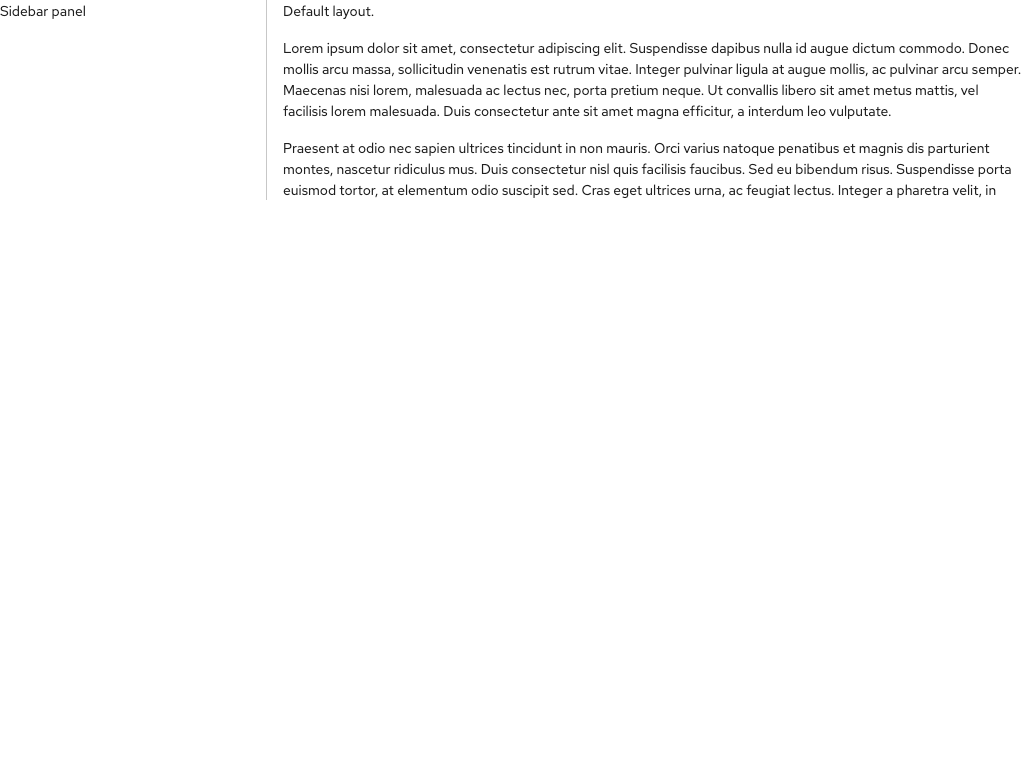 Sidebar panel
Default layout.
Lorem ipsum dolor sit amet, consectetur adipiscing elit. Suspendisse dapibus nulla id augue dictum commodo. Donec
mollis arcu massa, sollicitudin venenatis est rutrum vitae. Integer pulvinar ligula at augue mollis, ac pulvinar arcu semper.
Maecenas nisi lorem, malesuada ac lectus nec, porta pretium neque. Ut convallis libero sit amet metus mattis, vel
facilisis lorem malesuada. Duis consectetur ante sit amet magna efficitur, a interdum leo vulputate.
Praesent at odio nec sapien ultrices tincidunt in non mauris. Orci varius natoque penatibus et magnis dis parturient
montes, nascetur ridiculus mus. Duis consectetur nisl quis facilisis faucibus. Sed eu bibendum risus. Suspendisse porta
euismod tortor, at elementum odio suscipit sed. Cras eget ultrices urna, ac feugiat lectus. Integer a pharetra velit, in